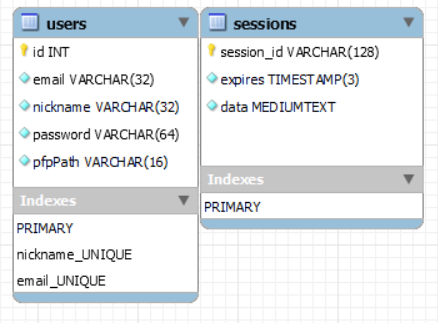 users
id INT
email VARCHAR(32)
nickname VARCHAR(32)
password VARCHAR(64)
pfpPath VARCHAR(16)
Indexes
PRIMARY
nickname_UNIQUE
email_UNIQUE
sessions
session_id VARCHAR(128)
expires TIMESTAMP(3)
data MEDIUMTEXT
Indexes
PRIMARY